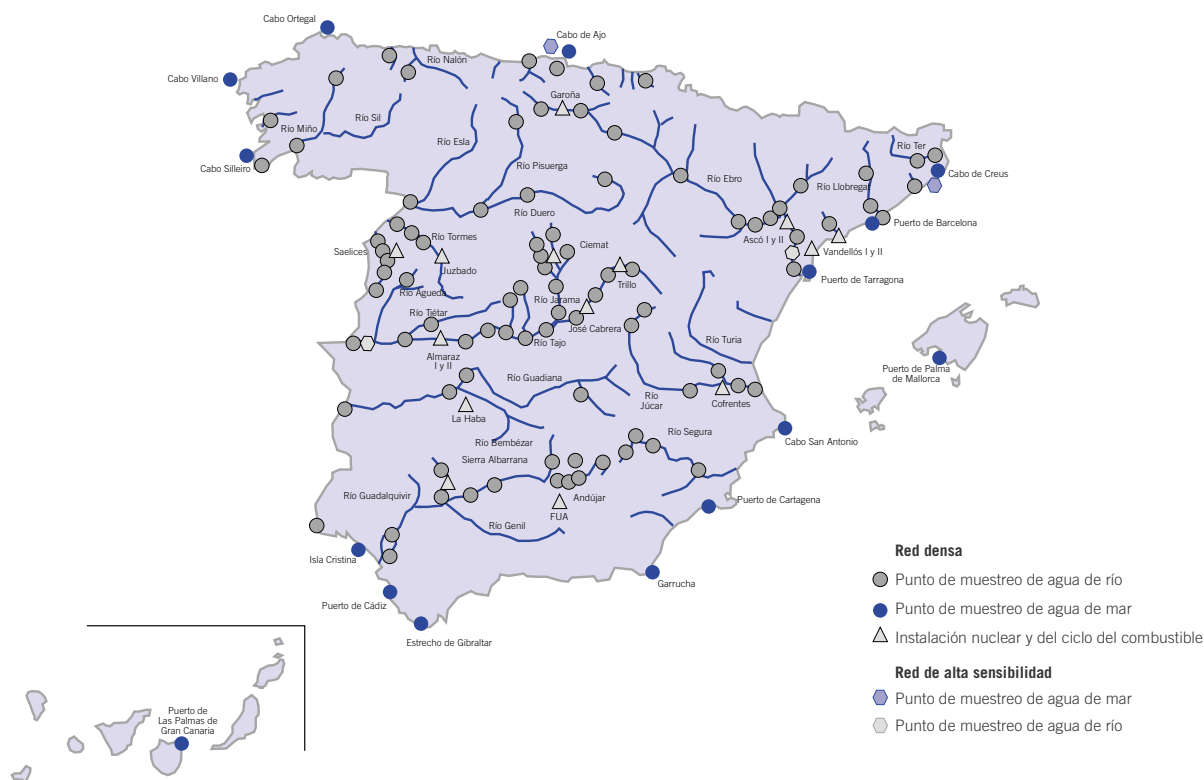 Cabo Ortegal
Cabo de Ajo
Río Nalón
Cabo Villano
Garoña
Río Sil
Río Miño
Río Esla
Río Ter
Cabo Silleiro
Río Pisuerga
Cabo de Creus
Río Ebro
Río Llobregat
Río Duero
Puerto de Barcelona
Río Tormes
Ascó I y II
Saelices
Ciemat
Vandellós I y II
Juzbado
Trillo
Puerto de Tarragona
Río Águeda
Río Jarama
Río Tiétar
José Cabrera
Río Turia
Río Tajo
Almaraz
I y II
Puerto de Palma
de Mallorca
Río Guadiana
Río
Júcar
Cofrentes
La Haba
Río Segura
Río Bembézar
Cabo San Antonio
Sierra Albarrana
Río Guadalquivir
Andújar
Puerto de Cartagena
FUA
Río Genil
Isla Cristina
Garrucha
Puerto de Cádiz
Estrecho de Gibraltar
Puerto de
Las Palmas de
Gran Canaria
Red densa
Punto de muestreo de agua de río
Punto de muestreo de agua de mar
Instalación nuclear y del ciclo del combustible
Red de alta sensibilidad
Punto de muestreo de agua de mar
Punto de muestreo de agua de río